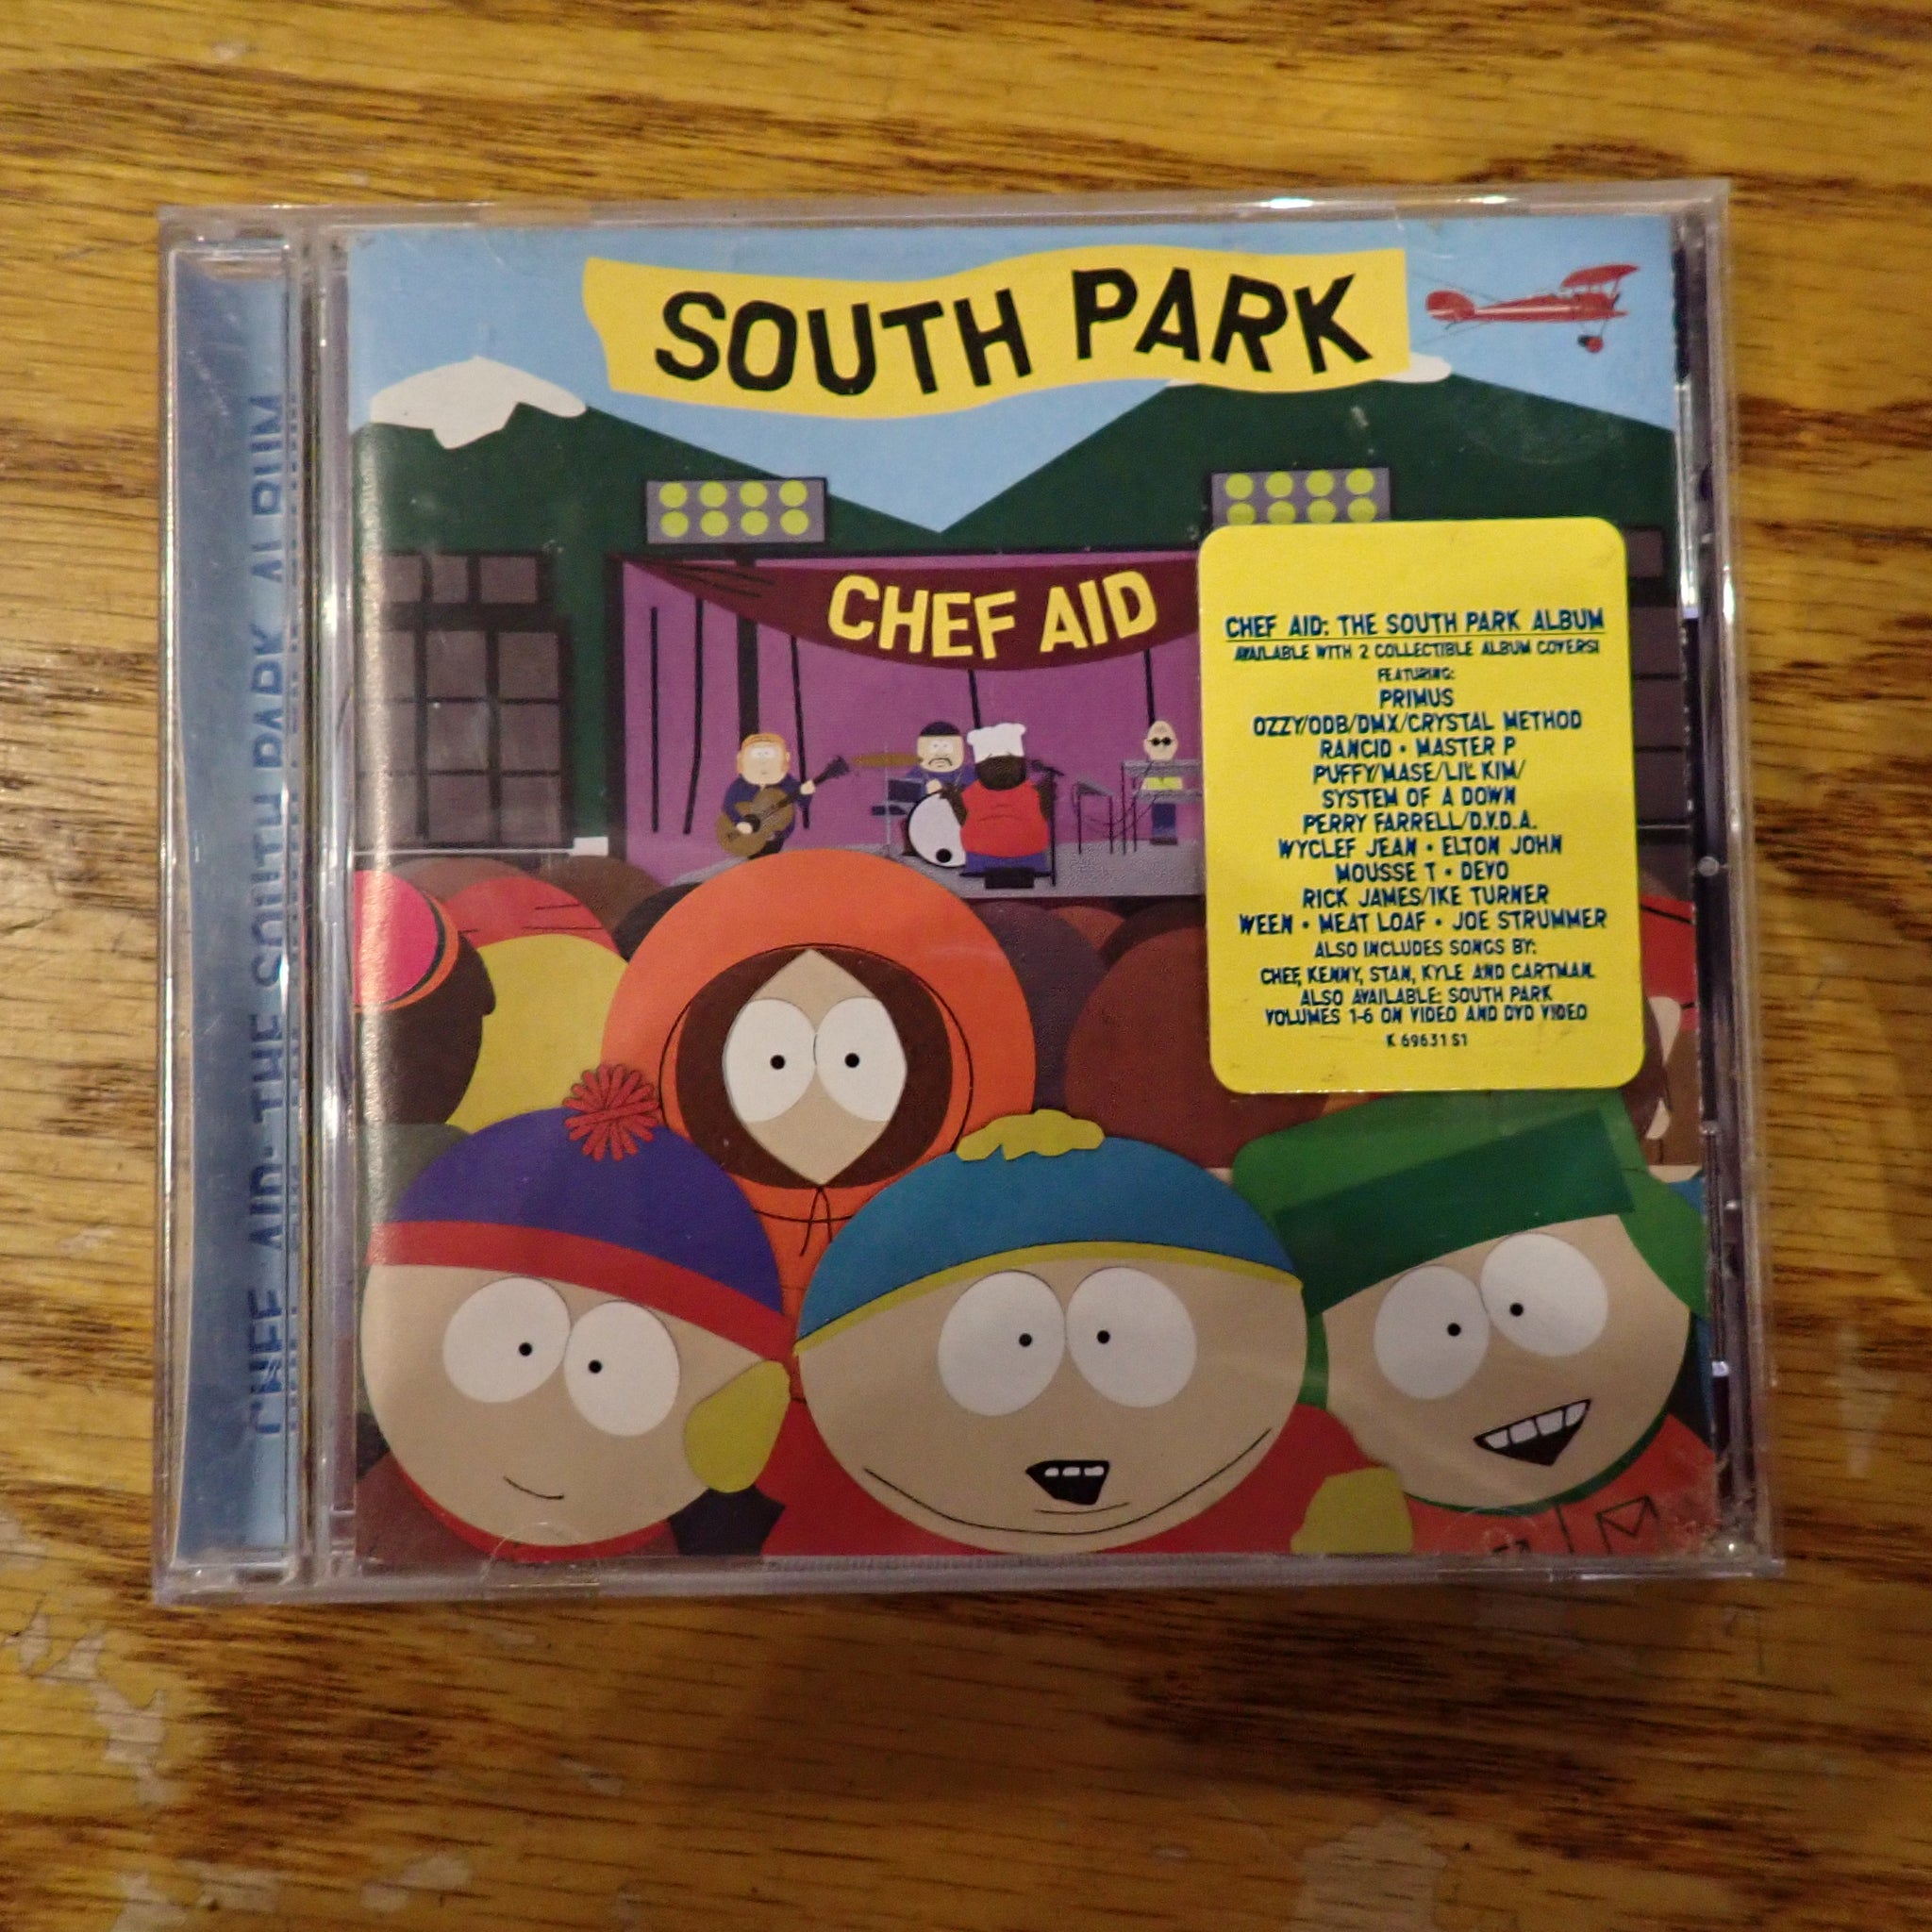 SOUTH PARK
CHEF AID
CHEF AID: THE SOUTH PARK ALBUM
AVAILABLE WITH 2 COLLECTIBLE ALBUM COVERS!
FEATURING:
PRIMUS
OZZY/ODB/DMX/CRYSTAL METHOD
RANCID • MASTER P
PUFFY/MASE/LIL' KIM/
SYSTEM OF A DOWN
PERRY FARRELL/D.V.D.A.
WYCLEF JEAN • ELTON JOHN
MOUSSE T • DEVO
RICK JAMES/IKE TURNER
WEEN • MEAT LOAF • JOE STRUMMER
ALSO INCLUDES SONGS BY:
CHEF, KENNY, STAN, KYLE AND CARTMAN.
ALSO AVAILABLE: SOUTH PARK
VOLUMES 1-6 ON VIDEO AND DVD VIDEO
K 69631 S1
CHEF AID: THE SOUTH PARK ALBUM